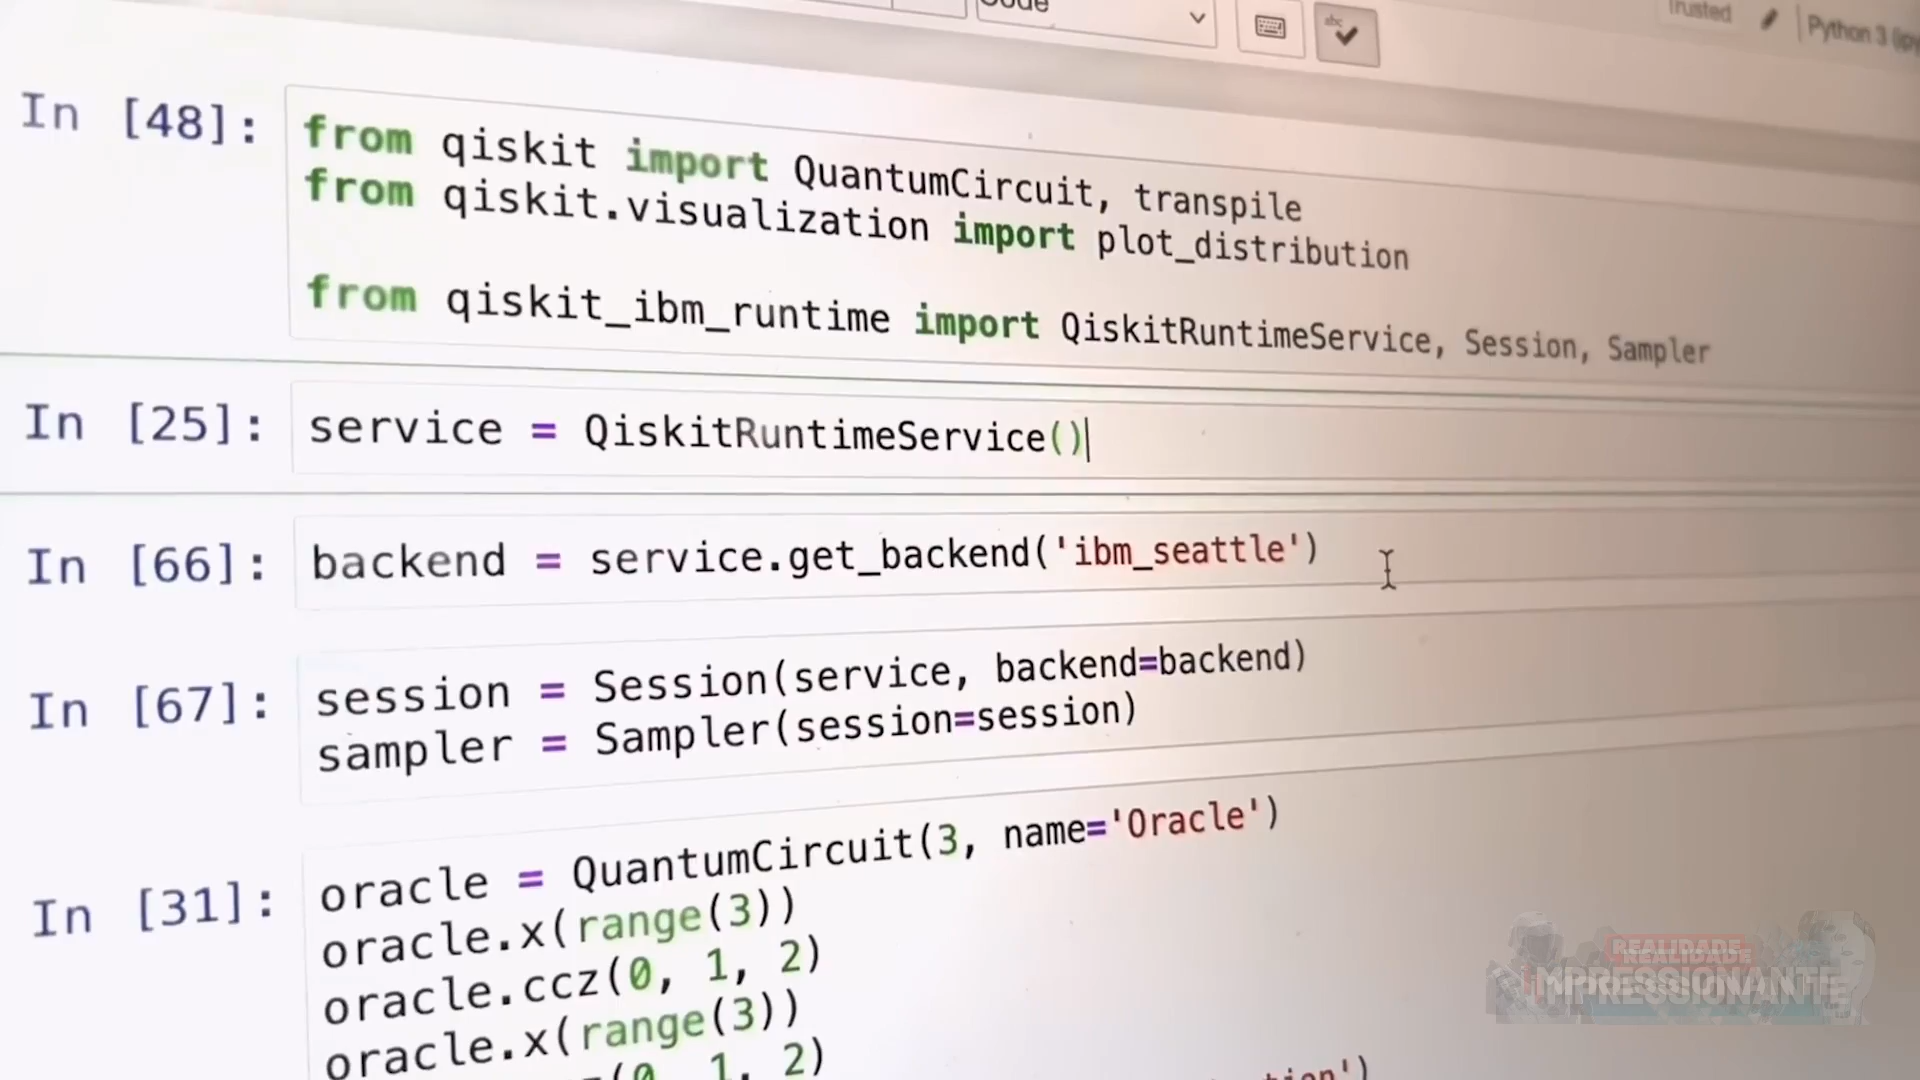 Code
Trusted
Python 3
In [48]:
from qiskit import QuantumCircuit, transpile
from qiskit.visualization import plot_distribution
from qiskit_ibm_runtime import QiskitRuntimeService, Session, Sampler
In [25]:
service = QiskitRuntimeService()
In [66]:
backend = service.get_backend('ibm_seattle')
In [67]:
session = Session(service, backend=backend)
sampler = Sampler(session=session)
In [31]:
oracle = QuantumCircuit(3, name='Oracle')
oracle.x(range(3))
oracle.ccz(0, 1, 2)
oracle.x(range(3))
0, 1, 2)
REALIDADE
IMPRESSIONANTE